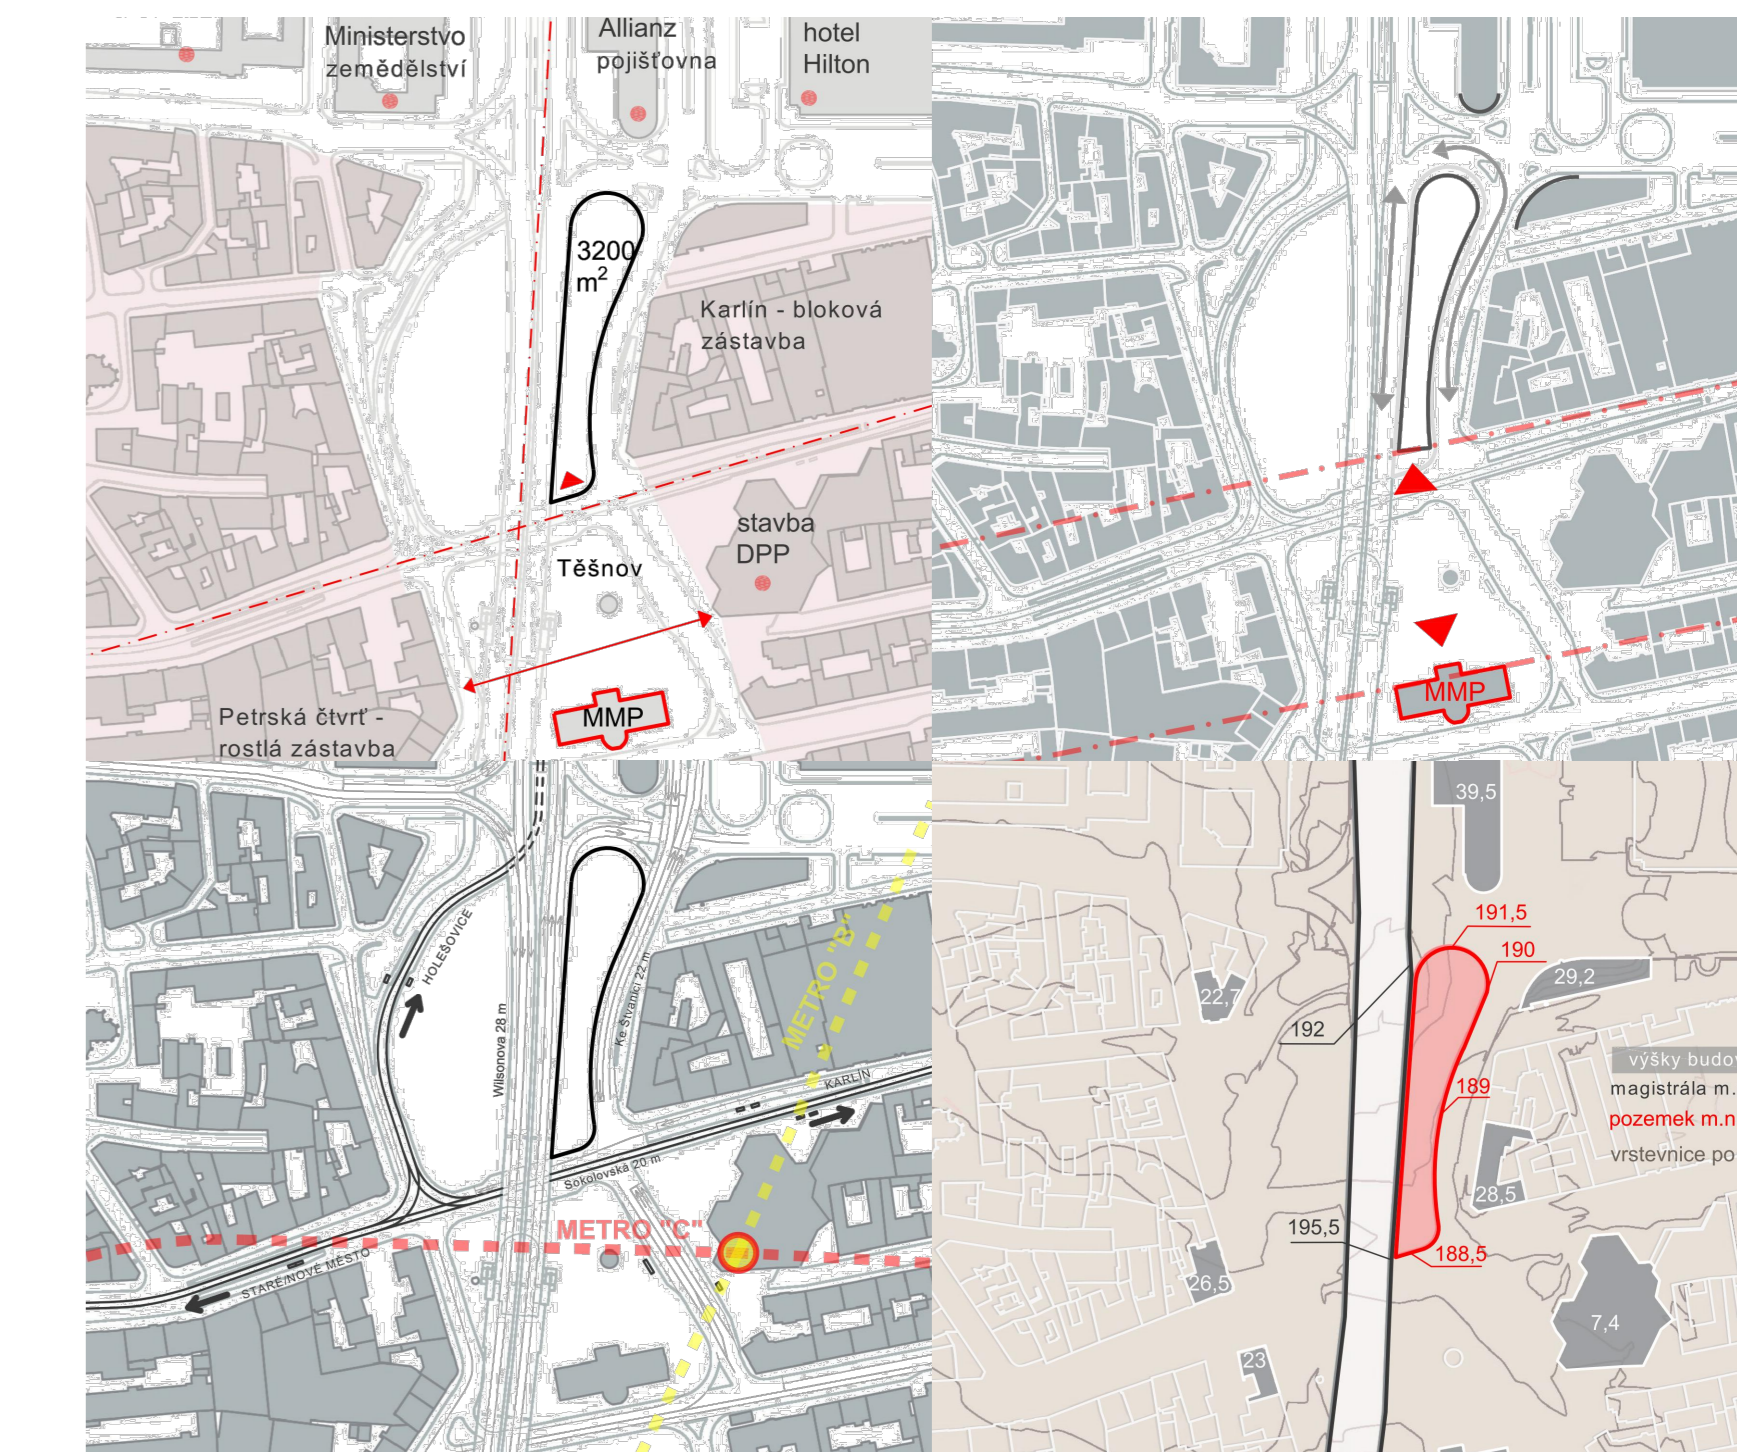 Ministerstvo
zemědělství
Allianz
pojišťovna
hotel
Hilton
3200
m²
Karlín - bloková
zástavba
stavba
DPP
Těšnov
MMP
Petrská čtvrť -
rostlá zástavba
MMP
HOLEŠOVICE
Wilsonova 28 m
Ke Štvanici 22 m
METRO "B"
KARLÍN
Sokolovská 20 m
METRO "C"
STARÉ/NOVÉ MĚSTO
39,5
191,5
190
29,2
22,7
192
výšky budov
magistrála m.
189
pozemek m.n
vrstevnice po
28,5
195,5
188,5
26,5
7,4
23